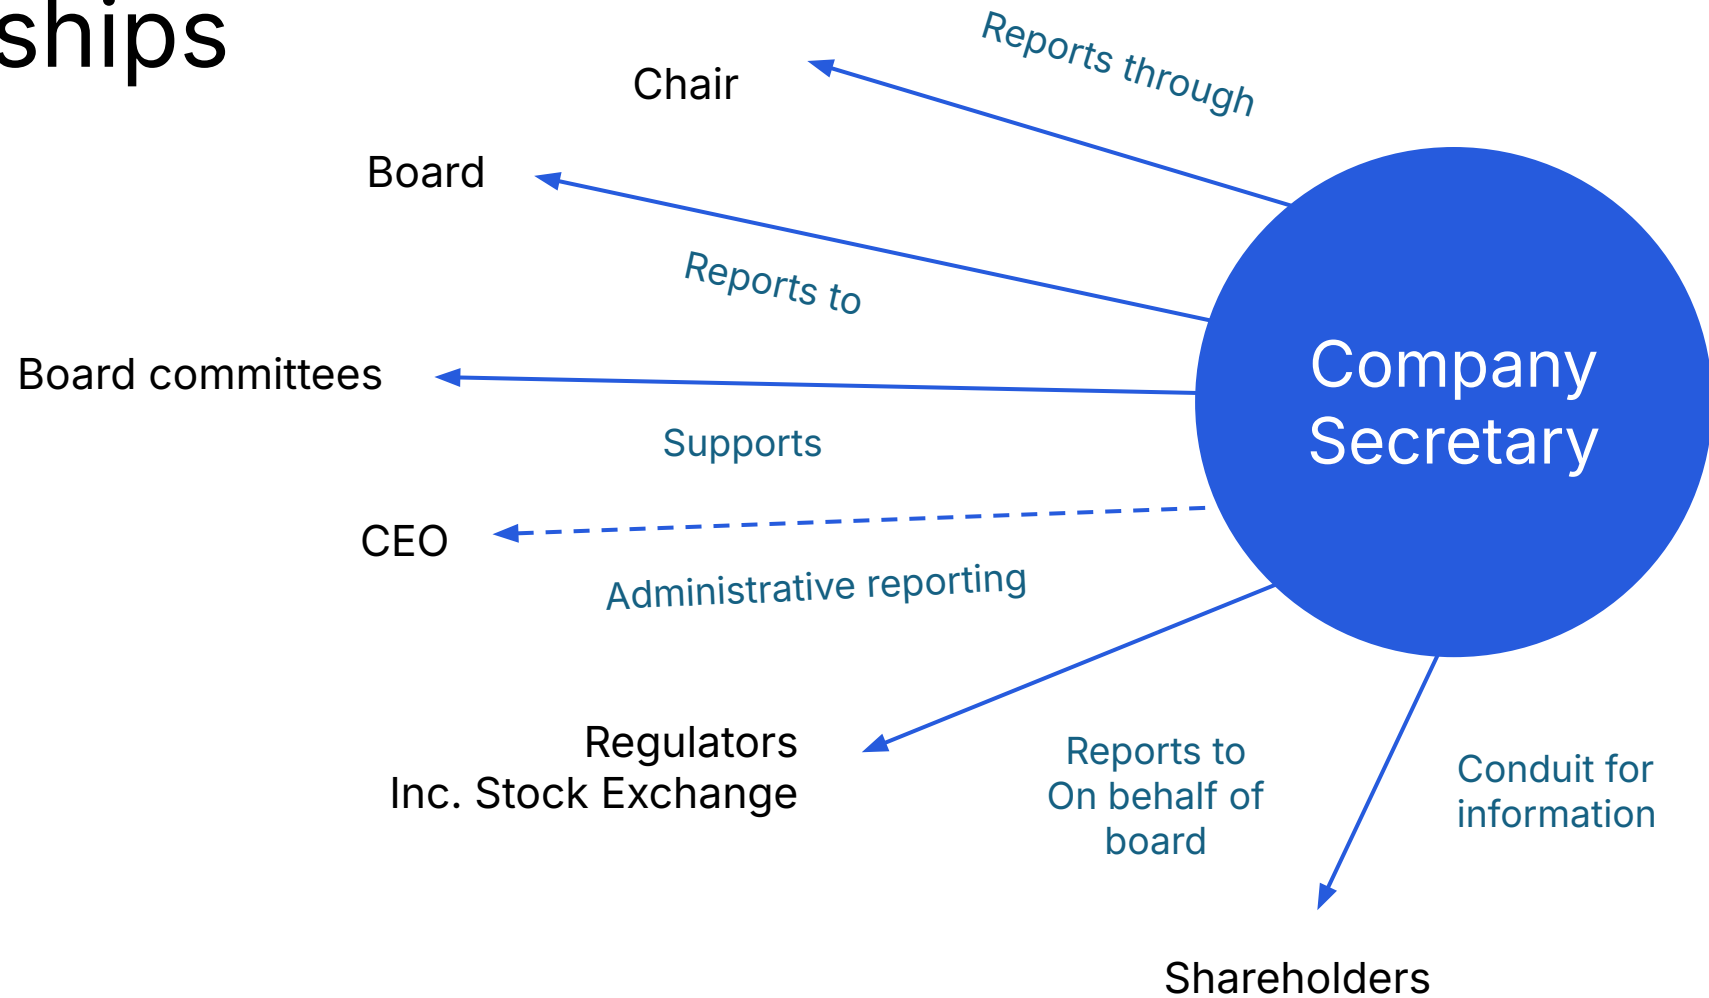 ships
Reports through
Chair
Board
Reports to
Board committees
Company
Secretary
Supports
CEO
Administrative reporting
Regulators
Inc. Stock Exchange
Reports to
On behalf of
board
Conduit for
information
Shareholders